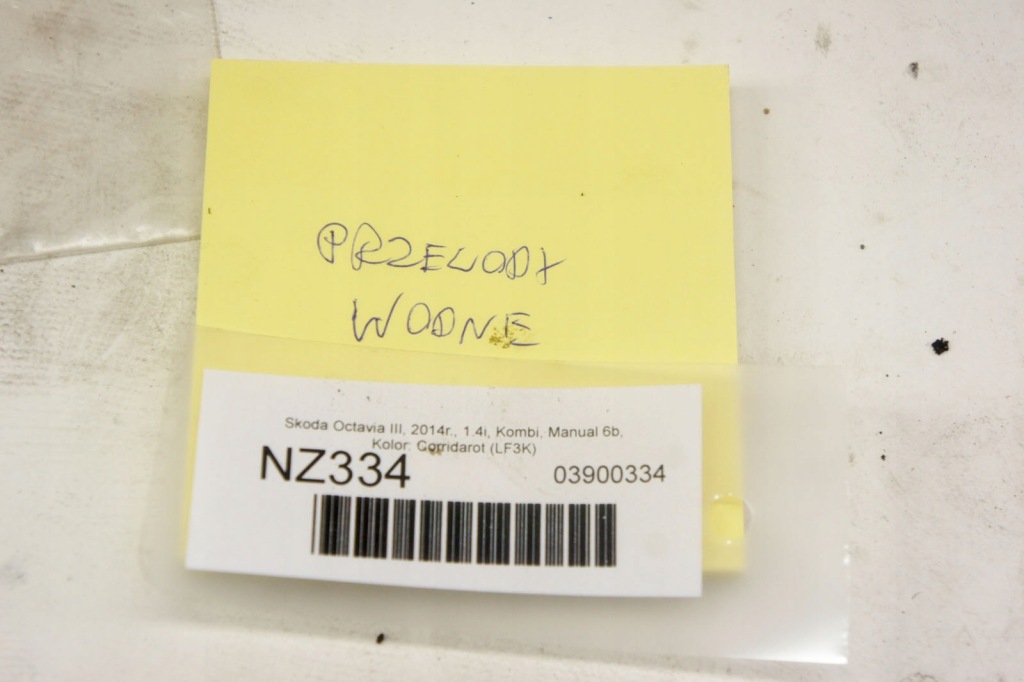 PRZEWODY
WODNE
Skoda Octavia III, 2014r., 1.4i, Kombi, Manual 6b,
Kolor: Corridarot (LF3K)
NZ334 03900334